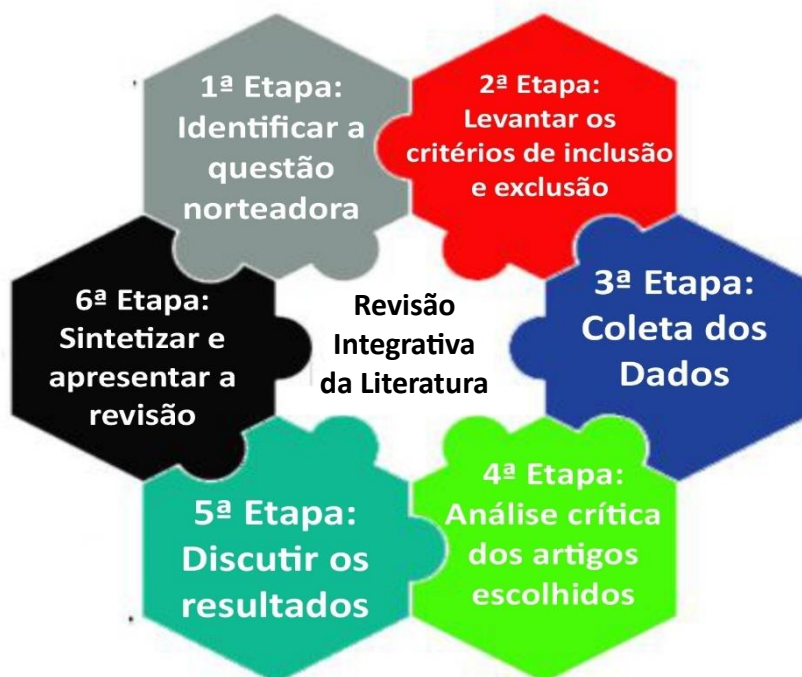 1ª Etapa:
Identificar a
questão
norteadora
2ª Etapa:
Levantar os
critérios de inclusão
e exclusão
3ª Etapa:
Coleta dos
Dados
4ª Etapa:
Análise crítica
dos artigos
escolhidos
5ª Etapa:
Discutir os
resultados
6ª Etapa:
Sintetizar e
apresentar a
revisão
Revisão
Integrativa
da Literatura